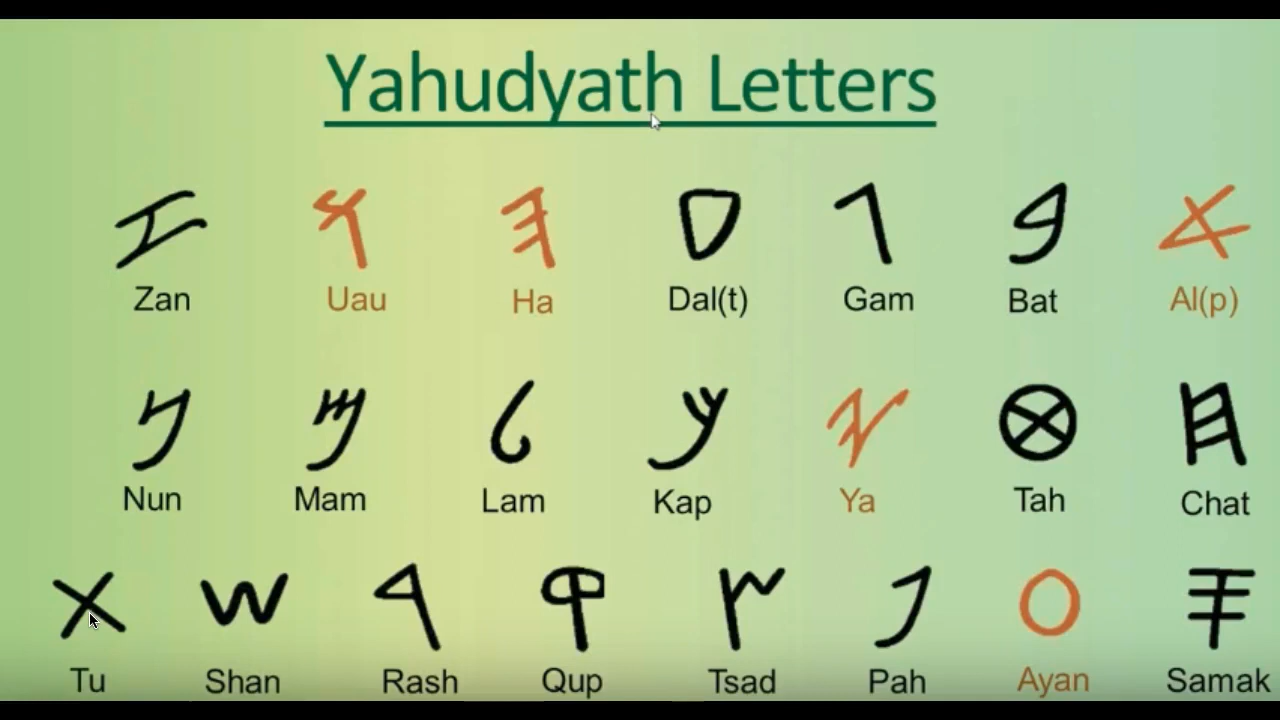 Yahudyath Letters
𐤆 𐤅 𐤄 𐤃 𐤂 𐤁 𐤀
Zan Uau Ha Dal(t) Gam Bat Al(p)
𐤍 𐤌 𐤋 𐤊 𐤉 𐤈 𐤇
Nun Mam Lam Kap Ya Tah Chat
𐤕 𐤔 𐤓 𐤒 𐤑 𐤐 𐤏 𐤎
Tu Shan Rash Qup Tsad Pah Ayan Samak